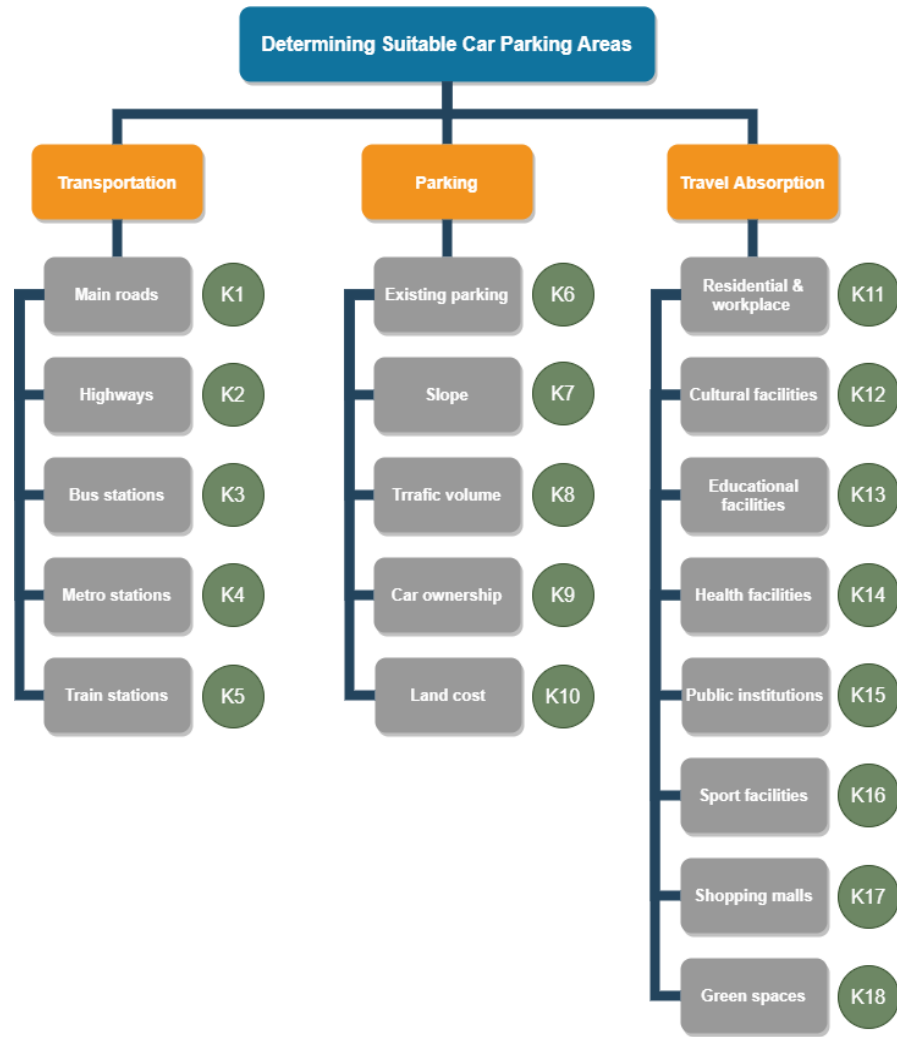 Determining Suitable Car Parking Areas
Transportation
Parking
Travel Absorption
Main roads
K1
Highways
K2
Bus stations
K3
Metro stations
K4
Train stations
K5
Existing parking
K6
Slope
K7
Trrafic volume
K8
Car ownership
K9
Land cost
K10
Residential &
workplace
K11
Cultural facilities
K12
Educational
facilities
K13
Health facilities
K14
Public institutions
K15
Sport facilities
K16
Shopping malls
K17
Green spaces
K18